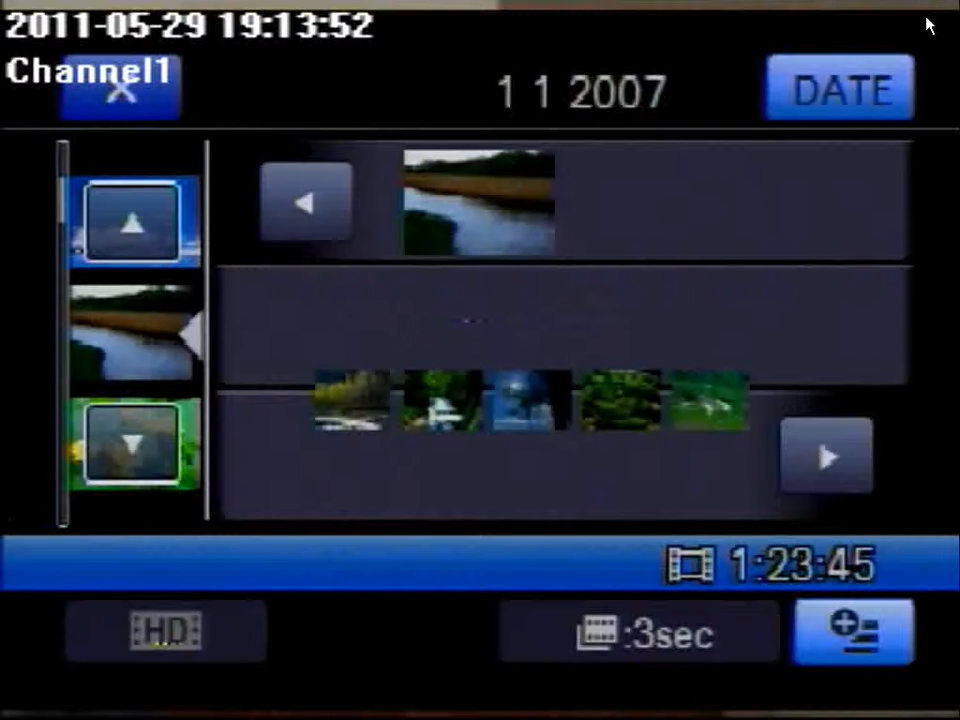 2011-05-29 19:13:52
Channel1
X
1 1 2007
DATE
1:23:45
HD
:3sec